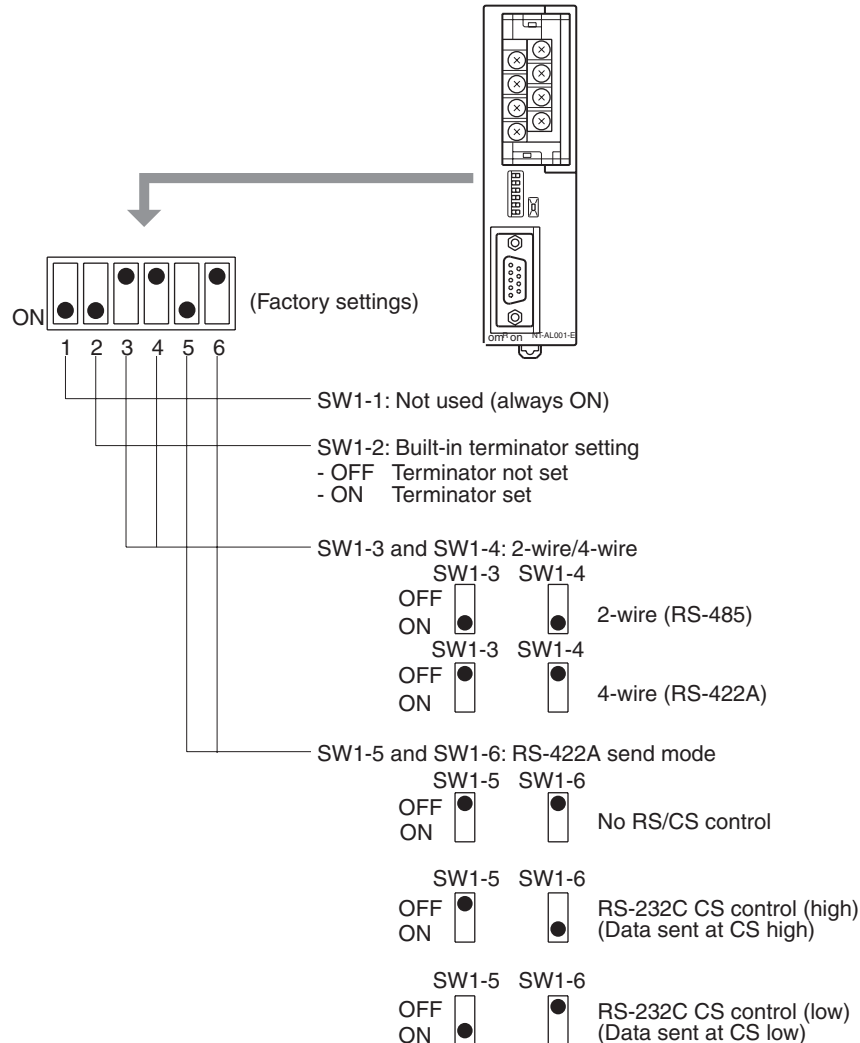 omR on NT-AL001-E
ON
(Factory settings)
1 2 3 4 5 6
SW1-1: Not used (always ON)
SW1-2: Built-in terminator setting
- OFF Terminator not set
- ON Terminator set
SW1-3 and SW1-4: 2-wire/4-wire
SW1-3 SW1-4
OFF
ON
2-wire (RS-485)
SW1-3 SW1-4
OFF
ON
4-wire (RS-422A)
SW1-5 and SW1-6: RS-422A send mode
SW1-5 SW1-6
OFF
ON
No RS/CS control
SW1-5 SW1-6
OFF
ON
RS-232C CS control (high)
(Data sent at CS high)
SW1-5 SW1-6
OFF
ON
RS-232C CS control (low)
(Data sent at CS low)